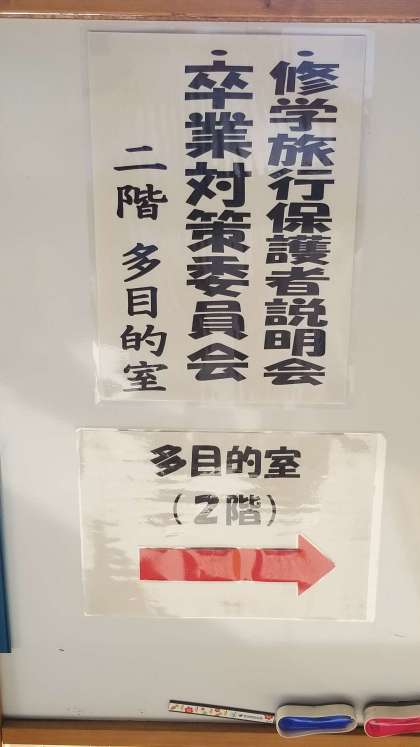 ・修学旅行保護者説明会
・卒業対策委員会
二階 多目的室
多目的室
（２階）